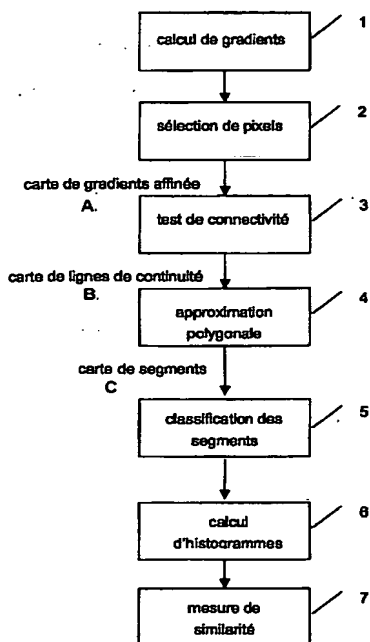 1
calcul de gradients
2
sélection de pixels
carte de gradients affinée
A.
3
test de connectivité
carte de lignes de continuité
B.
4
approximation
polygonale
carte de segments
C
5
classification des
segments
6
calcul
d'histogrammes
7
mesure de
similarité